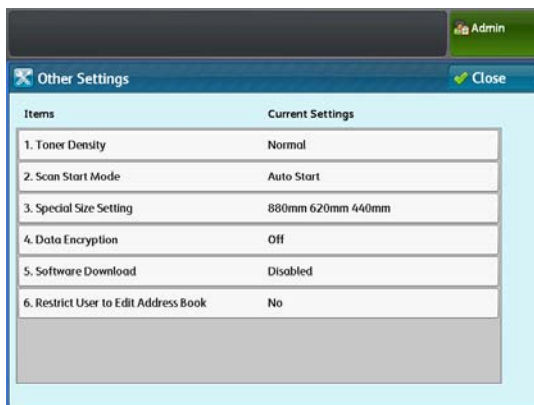 Admin
Other Settings
Close
Items Current Settings
1. Toner Density Normal
2. Scan Start Mode Auto Start
3. Special Size Setting 880mm 620mm 440mm
4. Data Encryption Off
5. Software Download Disabled
6. Restrict User to Edit Address Book No